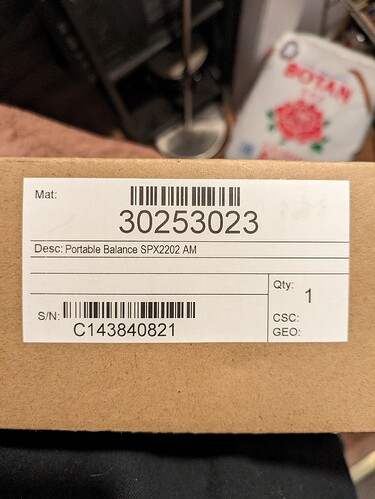 BOTAN
Mat:
30253023
Desc: Portable Balance SPX2202 AM
Qty:
1
S/N:
C143840821
CSC:
GEO: